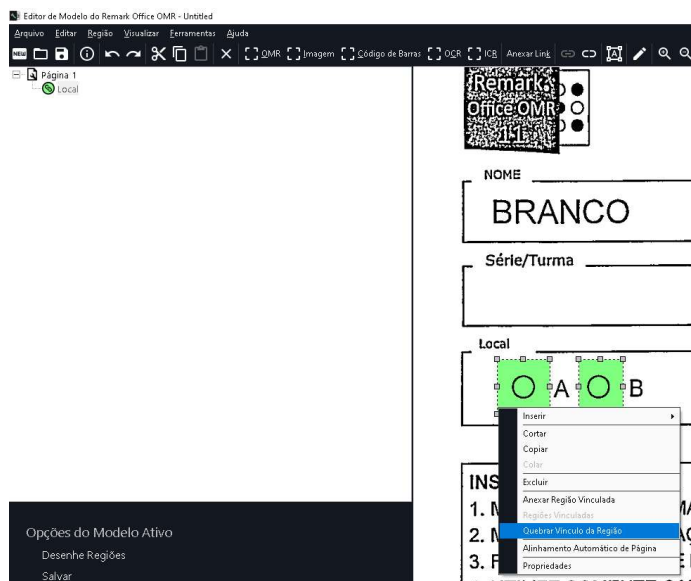 Editor de Modelo do Remark Office OMR - Untitled
Arquivo Editar Região Visualizar Ferramentas Ajuda
NEW OMR Imagem Código de Barras OCR ICR Anexar Link A
Página 1
Local
Remark
Office OMR
11
NOME
BRANCO
Série/Turma
Local
A B
Inserir
Cortar
Copiar
Colar
Excluir
Anexar Região Vinculada
Regiões Vinculadas
Quebrar Vínculo da Região
Alinhamento Automático de Página
Propriedades
INS
1.
2.
3.
Opções do Modelo Ativo
Desenhe Regiões
Salvar